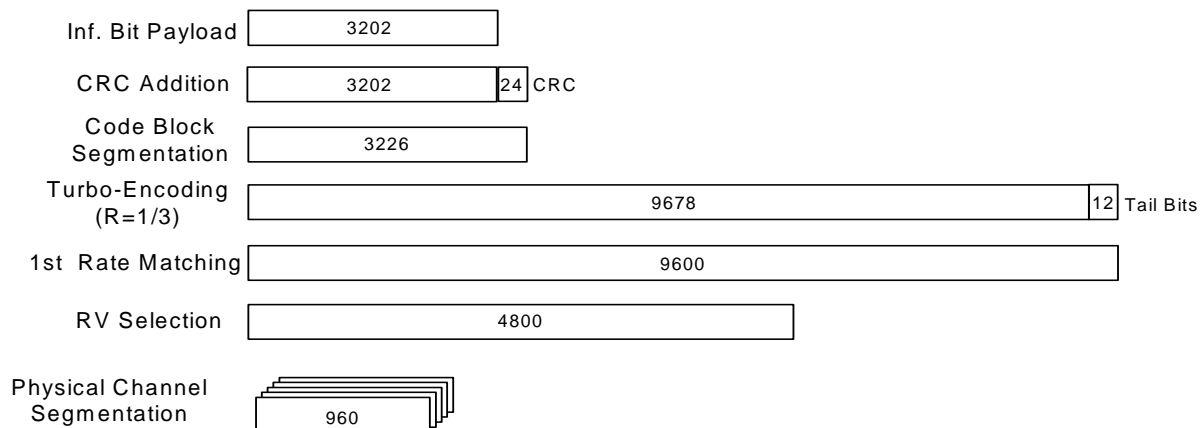 Inf. Bit Payload 3202
CRC Addition 3202 24 CRC
Code Block
Segmentation 3226
Turbo-Encoding
(R=1/3) 9678 12 Tail Bits
1st Rate Matching 9600
RV Selection 4800
Physical Channel
Segmentation 960